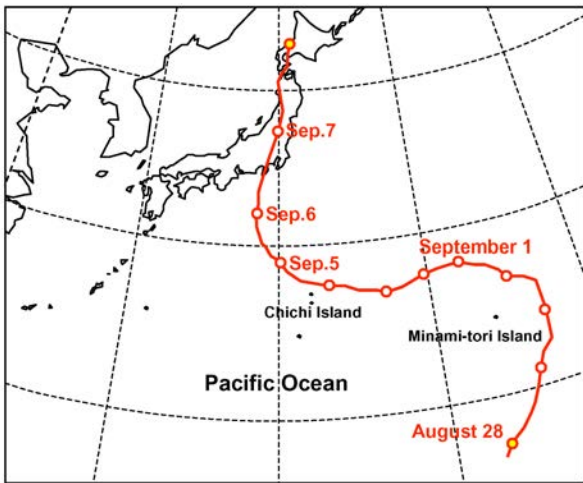 Sep.7
Sep.6
September 1
Sep.5
Chichi Island
Minami-tori Island
Pacific Ocean
August 28